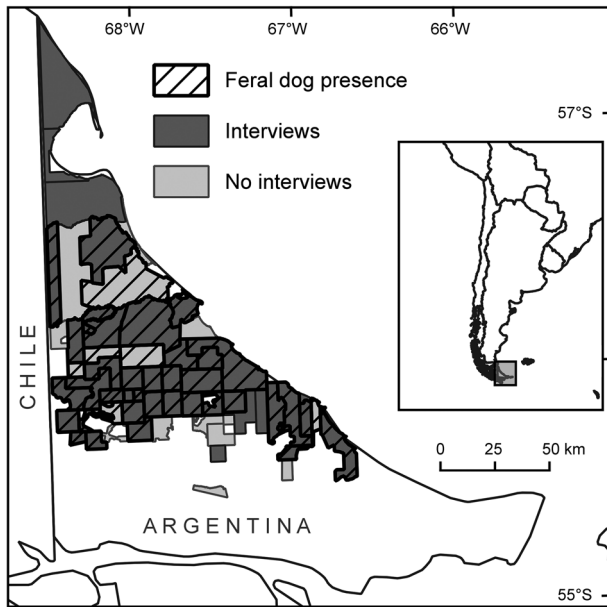 68°W 67°W 66°W
57°S
Feral dog presence
Interviews
No interviews
CHILE
0 25 50 km
ARGENTINA
55°S